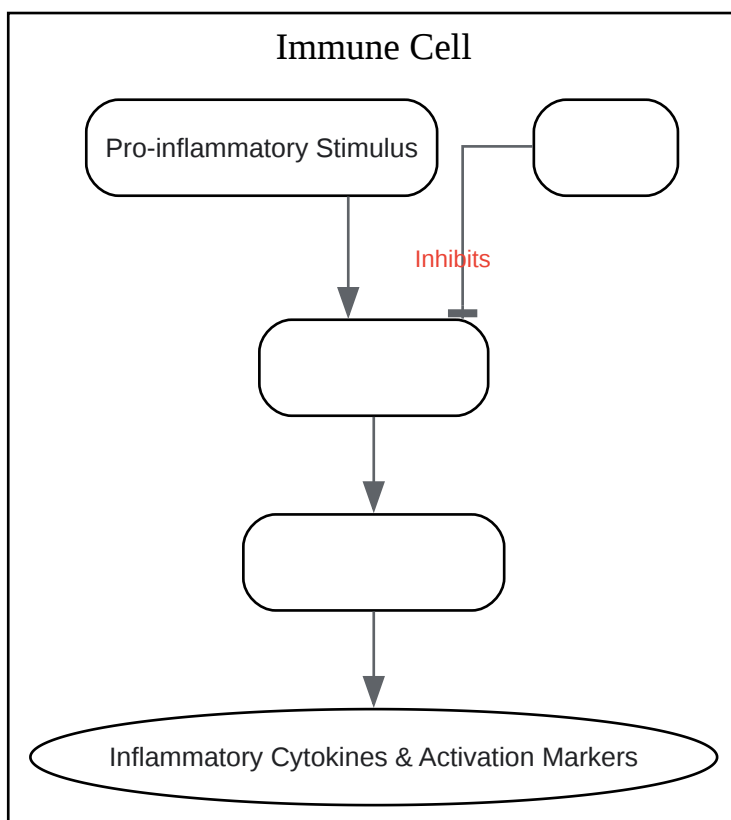 Immune Cell
Pro-inflammatory Stimulus
Inhibits
Inflammatory Cytokines & Activation Markers